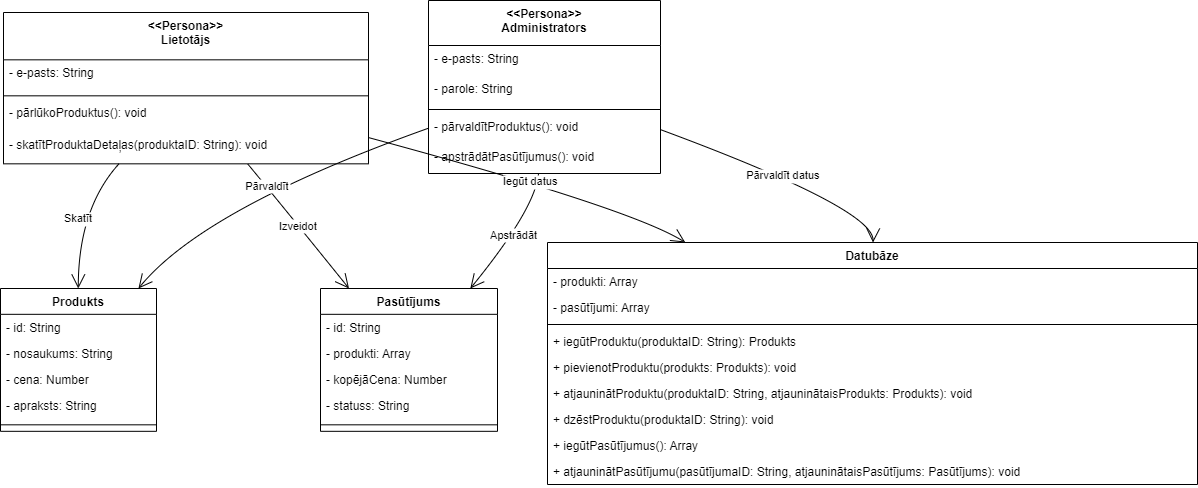 <<Persona>>
Lietotājs
- e-pasts: String
- pārlūkoProduktus(): void
- skatītProduktaDetaļas(produktaID: String): void
<<Persona>>
Administrators
- e-pasts: String
- parole: String
- pārvaldītProduktus(): void
- apstrādātPasūtījumus(): void
Skatīt
Pārvaldīt
Izveidot
Apstrādāt
Iegūt datus
Pārvaldīt datus
Produkts
- id: String
- nosaukums: String
- cena: Number
- apraksts: String
Pasūtījums
- id: String
- produkti: Array
- kopējāCena: Number
- statuss: String
Datubāze
- produkti: Array
- pasūtījumi: Array
+ iegūtProduktu(produktaID: String): Produkts
+ pievienotProduktu(produkts: Produkts): void
+ atjauninātProduktu(produktaID: String, atjauninātaisProdukts: Produkts): void
+ dzēstProduktu(produktaID: String): void
+ iegūtPasūtījumus(): Array
+ atjauninātPasūtījumu(pasūtījumaID: String, atjauninātaisPasūtījums: Pasūtījums): void